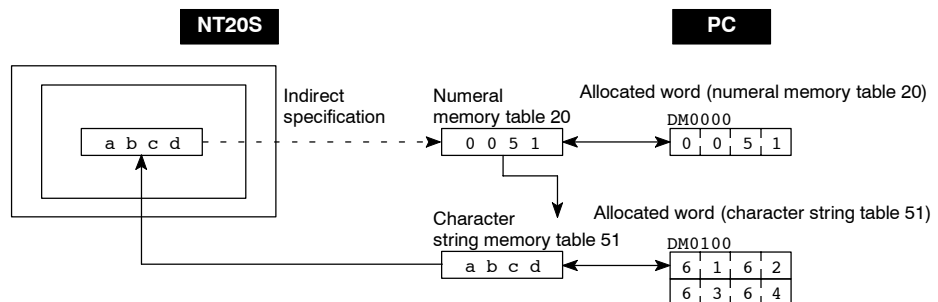 NT20S
PC
Indirect
specification
Numeral
memory table 20
Allocated word (numeral memory table 20)
DM0000
a b c d
0 0 5 1
0 0 5 1
Character
string memory table 51
Allocated word (character string table 51)
DM0100
a b c d
6 1 6 2
6 3 6 4